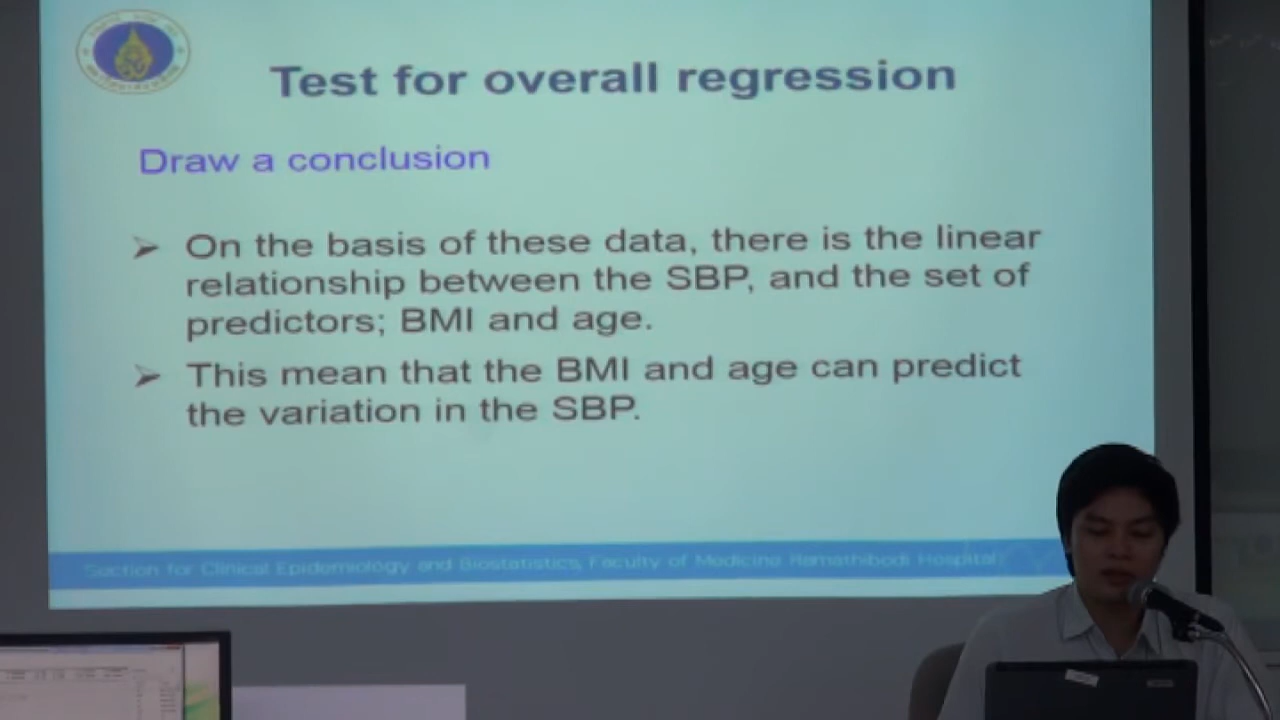 Test for overall regression
Draw a conclusion
➢ On the basis of these data, there is the linear
relationship between the SBP, and the set of
predictors; BMI and age.
➢ This mean that the BMI and age can predict
the variation in the SBP.
Section for Clinical Epidemiology and Biostatistics, Faculty of Medicine Ramathibodi Hospital